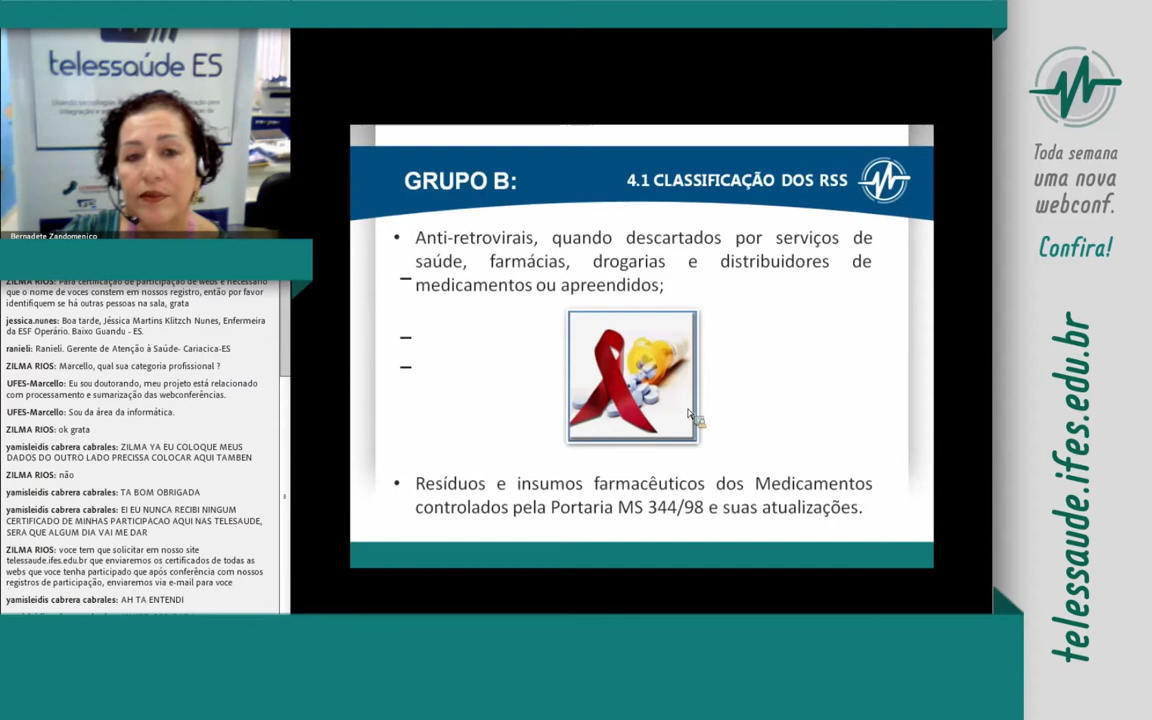 telessaúde ES
Bernadete Zandomenico
ZILMA RIOS: Para certificação de participação de webs é necessário
que o nome de voces constem em nossos registro, então por favor
identifiquem se há outras pessoas na sala, grata
jessica.nunes: Boa tarde, Jéssica Martins Klitzch Nunes, Enfermeira
da ESF Operário. Baixo Guandu - ES.
ranieli: Ranieli. Gerente de Atenção à Saúde- Cariacica-ES
ZILMA RIOS: Marcello, qual sua categoria profissional ?
UFES-Marcello: Eu sou doutorando, meu projeto está relacionado
com processamento e sumarização das webconferências.
UFES-Marcello: Sou da área da informática.
ZILMA RIOS: ok grata
yamisleidis cabrera cabrales: ZILMA YA EU COLOQUE MEUS
DADOS DO OUTRO LADO PRECISSA COLOCAR AQUI TAMBEN
ZILMA RIOS: não
yamisleidis cabrera cabrales: TA BOM OBRIGADA
yamisleidis cabrera cabrales: EI EU NUNCA RECIBI NINGUM
CERTIFICADO DE MINHAS PARTICIPACAO AQUI NAS TELESAUDE,
SERA QUE ALGUM DIA VAI ME DAR
ZILMA RIOS: voce tem que solicitar em nosso site
telessaude.ifes.edu.br que enviaremos os certificados de todas as
webs que voce tenha participado que após conferência com nossos
registros de participação, enviaremos via e-mail para voce
yamisleidis cabrera cabrales: AH TA ENTENDI
GRUPO B:
4.1 CLASSIFICAÇÃO DOS RSS
• Anti-retrovirais, quando descartados por serviços de
saúde, farmácias, drogarias e distribuidores de
medicamentos ou apreendidos;
• Resíduos e insumos farmacêuticos dos Medicamentos
controlados pela Portaria MS 344/98 e suas atualizações.
Toda semana
uma nova
webconf.
Confira!
telessaude.ifes.edu.br